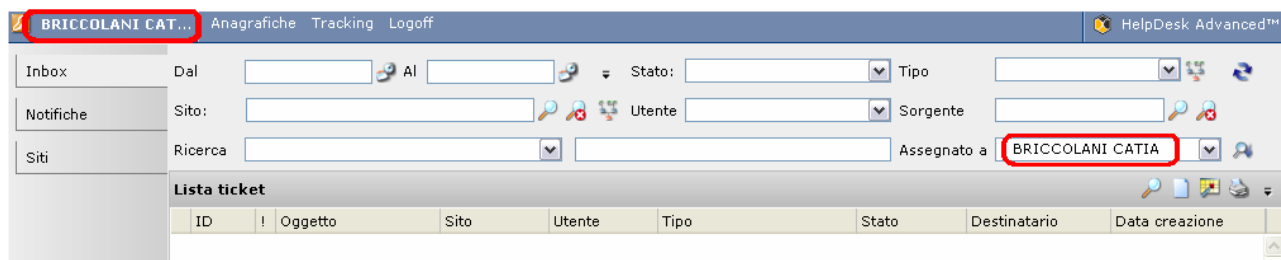 BRICCOLANI CAT... Anagrafiche Tracking Logoff HelpDesk Advanced™
Inbox Dal Al Stato: Tipo
Notifiche Sito: Utente Sorgente
Siti Ricerca Assegnato a BRICCOLANI CATIA
Lista ticket
ID ! Oggetto Sito Utente Tipo Stato Destinatario Data creazione